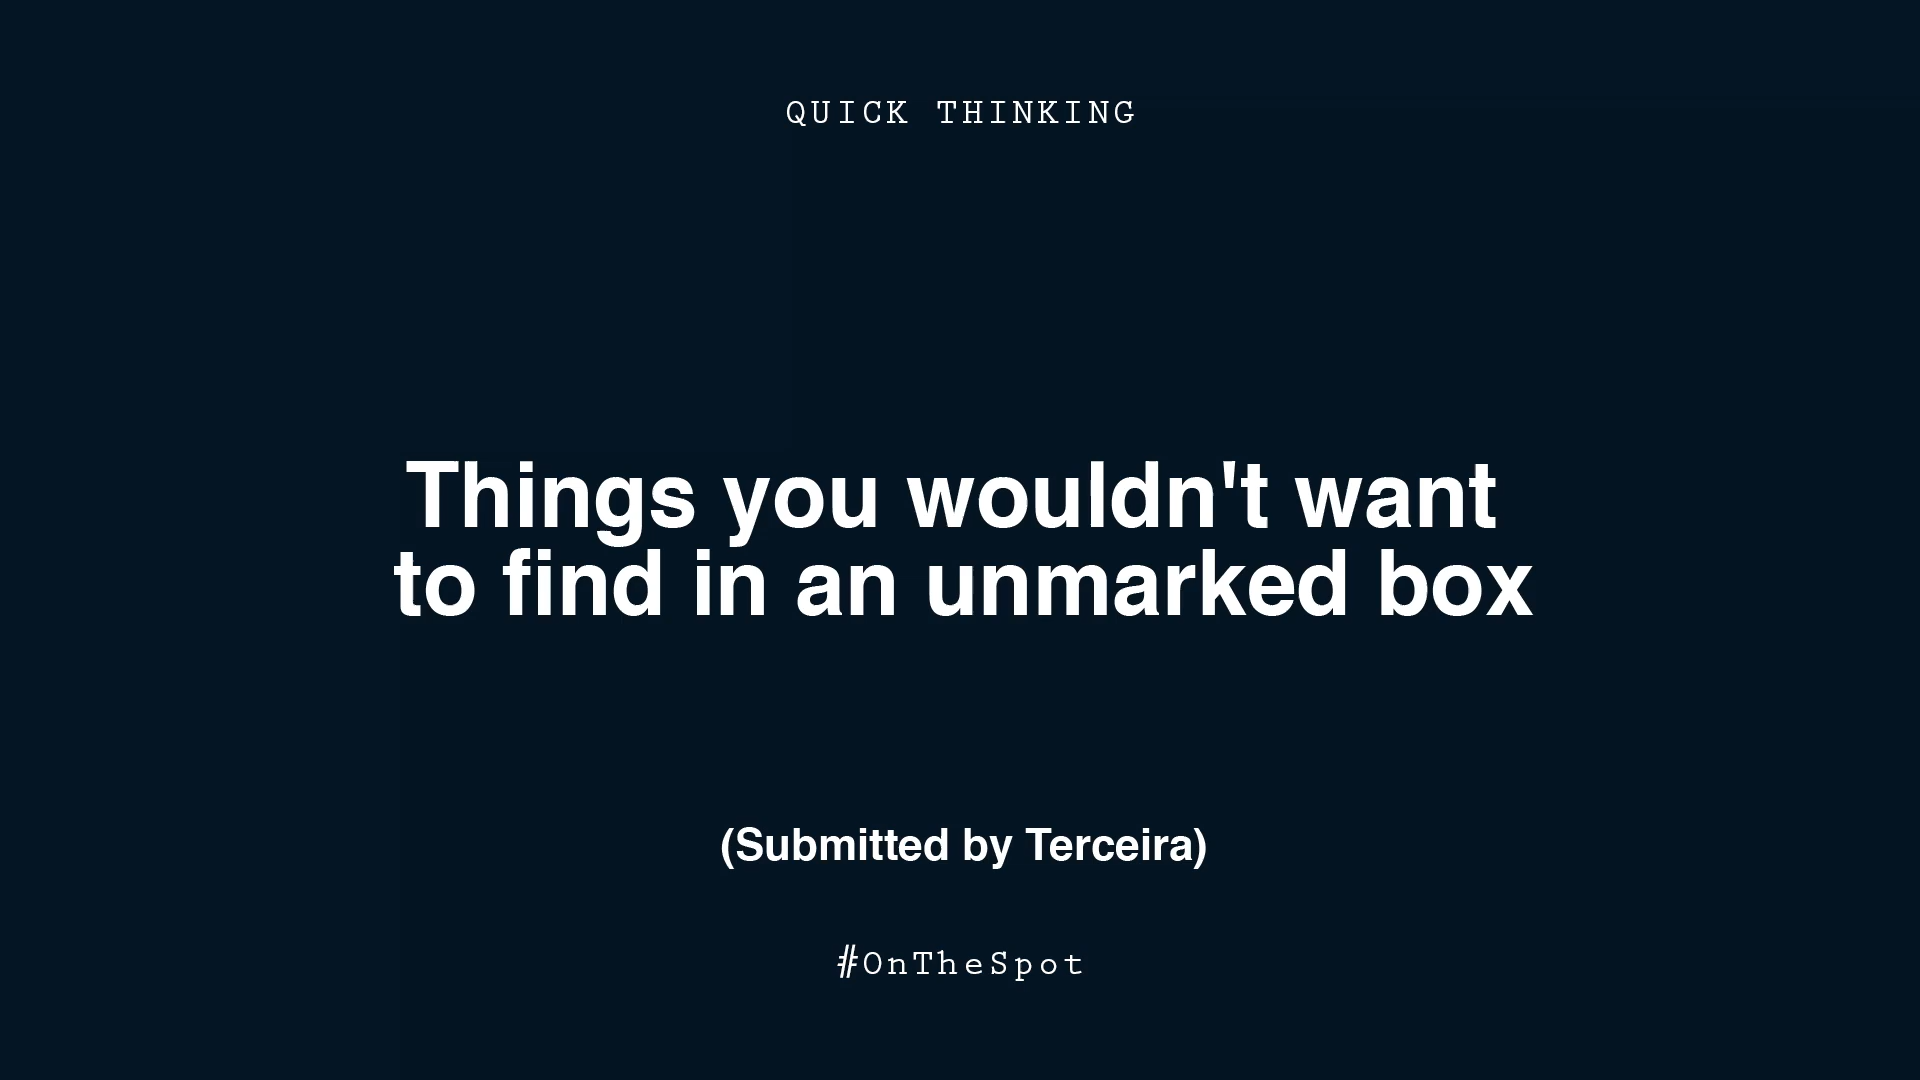 QUICK THINKING
Things you wouldn't want
to find in an unmarked box
(Submitted by Terceira)
#OnTheSpot